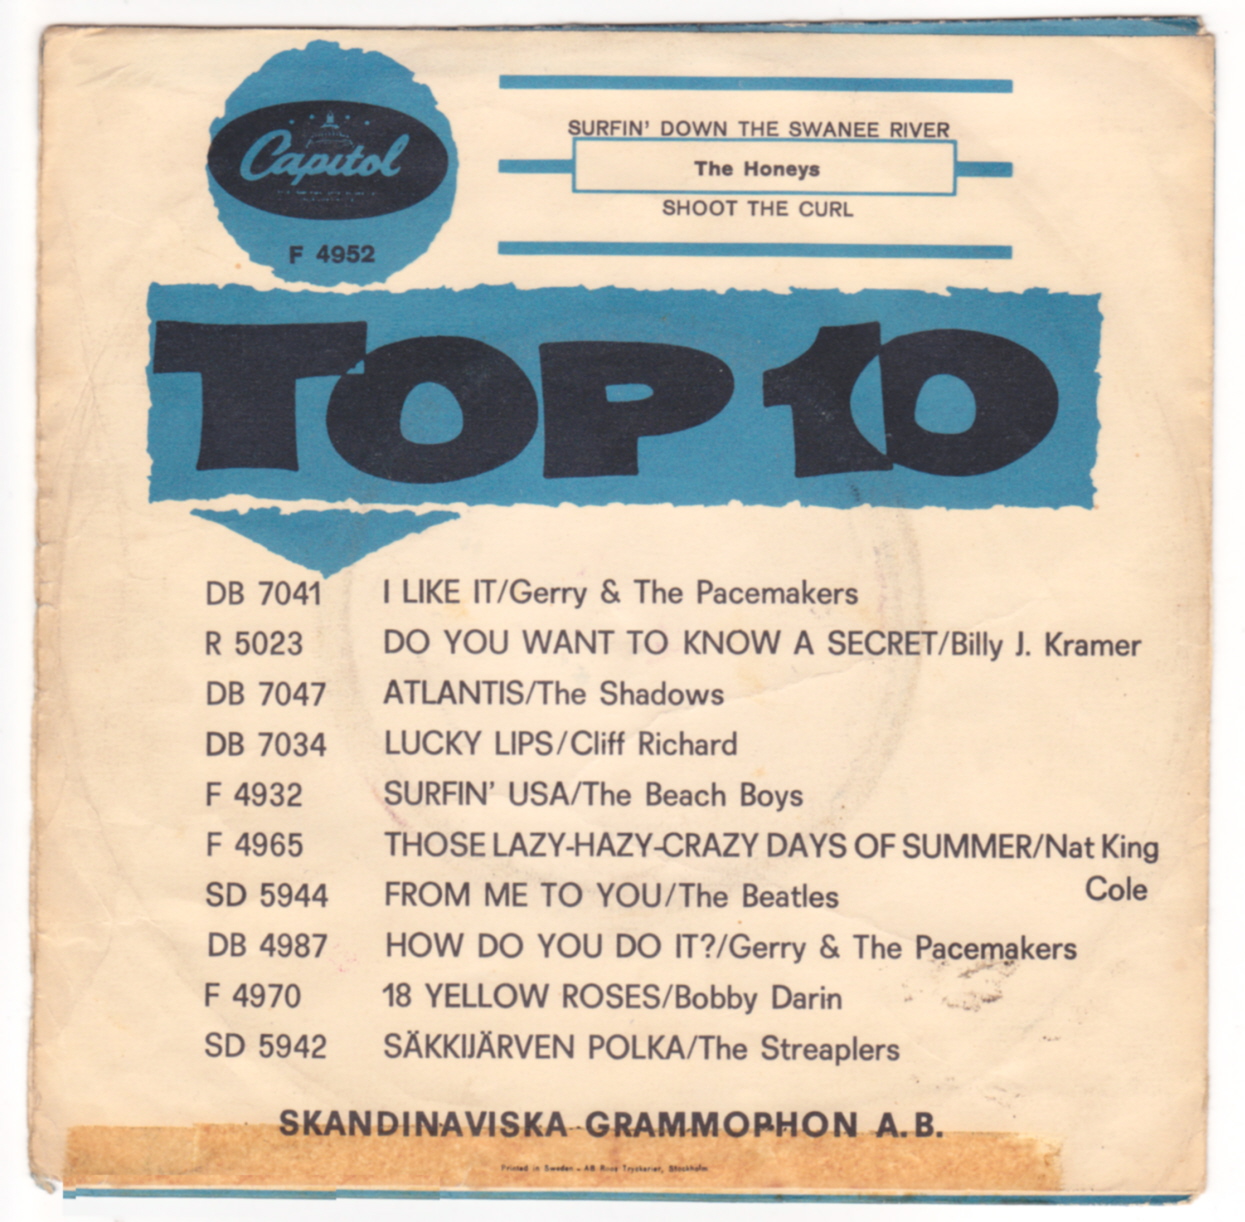 Capitol
F 4952
SURFIN' DOWN THE SWANEE RIVER
The Honeys
SHOOT THE CURL
TOP 10
DB 7041 I LIKE IT/Gerry & The Pacemakers
R 5023 DO YOU WANT TO KNOW A SECRET/Billy J. Kramer
DB 7047 ATLANTIS/The Shadows
DB 7034 LUCKY LIPS/Cliff Richard
F 4932 SURFIN' USA/The Beach Boys
F 4965 THOSE LAZY-HAZY-CRAZY DAYS OF SUMMER/Nat King
Cole
SD 5944 FROM ME TO YOU/The Beatles
DB 4987 HOW DO YOU DO IT?/Gerry & The Pacemakers
F 4970 18 YELLOW ROSES/Bobby Darin
SD 5942 SÄKKIJÄRVEN POLKA/The Streaplers
SKANDINAVISKA GRAMMOPHON A.B.
Printed in Sweden - AB Rosa Tryckeriet, Stockholm